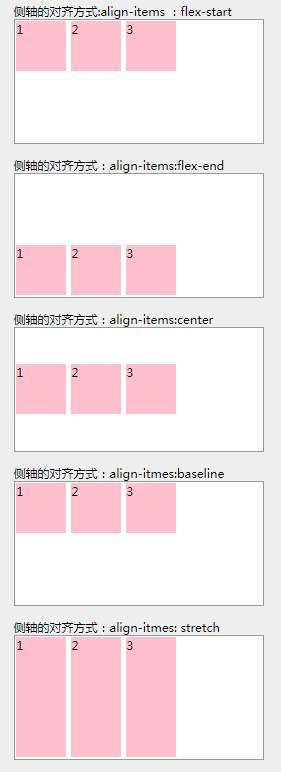 侧轴的对齐方式:align-items ：flex-start
1 2 3
侧轴的对齐方式：align-items:flex-end
1 2 3
侧轴的对齐方式：align-items:center
1 2 3
侧轴的对齐方式：align-itmes:baseline
1 2 3
侧轴的对齐方式：align-itmes: stretch
1 2 3